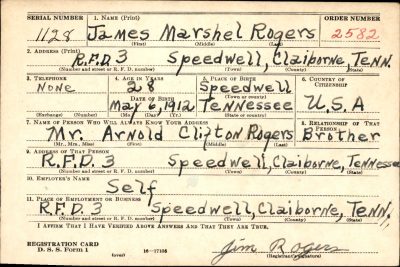 SERIAL NUMBER 1. NAME (Print) ORDER NUMBER
1128 James Marshel Rogers 2582
(First) (Middle) (Last)
2. ADDRESS (Print)
R.F.D. 3 Speedwell, Claiborne, Tenn.
(Number and street or R. F. D. number) (Town) (County) (State)
3. TELEPHONE 4. AGE IN YEARS 5. PLACE OF BIRTH 6. COUNTRY OF CITIZENSHIP
None 28 Speedwell
DATE OF BIRTH (Town or county)
May 6, 1912 Tennessee U.S.A
(Exchange) (Number) (Mo.) (Day) (Yr.) (State or country)
7. NAME OF PERSON WHO WILL ALWAYS KNOW YOUR ADDRESS 8. RELATIONSHIP OF THAT PERSON
Mr. Arnold Clifton Rogers Brother
(Mr., Mrs., Miss) (First) (Middle) (Last)
9. ADDRESS OF THAT PERSON
R.F.D. 3 Speedwell, Claiborne, Tennessee
(Number and street or R. F. D. number) (Town) (County) (State)
10. EMPLOYER'S NAME
Self
11. PLACE OF EMPLOYMENT OR BUSINESS
R.F.D. 3 Speedwell, Claiborne, Tenn.
(Number and street or R. F. D. number) (Town) (County) (State)
I AFFIRM THAT I HAVE VERIFIED ABOVE ANSWERS AND THAT THEY ARE TRUE.
REGISTRATION CARD
D. S. S. Form 1 (over) 16-17105 Jim Rogers
(Registrant's signature)